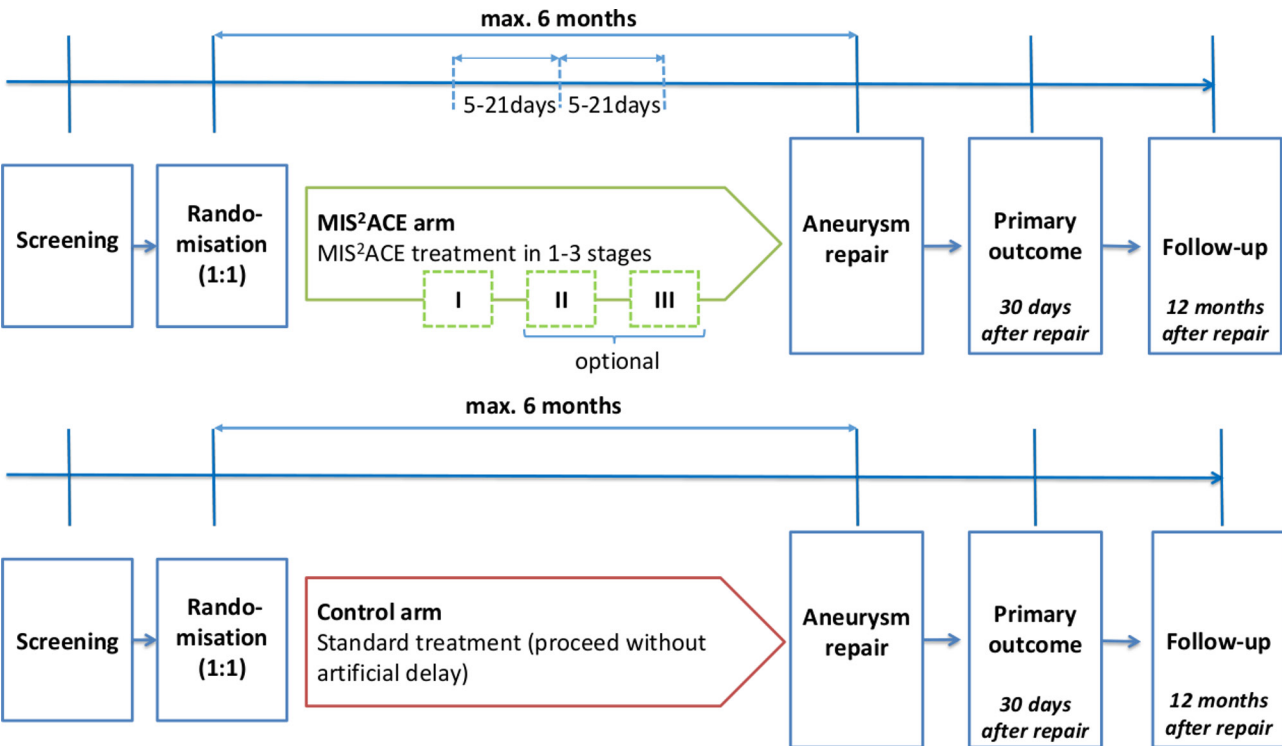 max. 6 months
5-21days 5-21days
Screening
Rando-
misation
(1:1)
MIS²ACE arm
MIS²ACE treatment in 1-3 stages
I II III
optional
Aneurysm
repair
Primary
outcome
30 days
after repair
Follow-up
12 months
after repair
max. 6 months
Screening
Rando-
misation
(1:1)
Control arm
Standard treatment (proceed without
artificial delay)
Aneurysm
repair
Primary
outcome
30 days
after repair
Follow-up
12 months
after repair